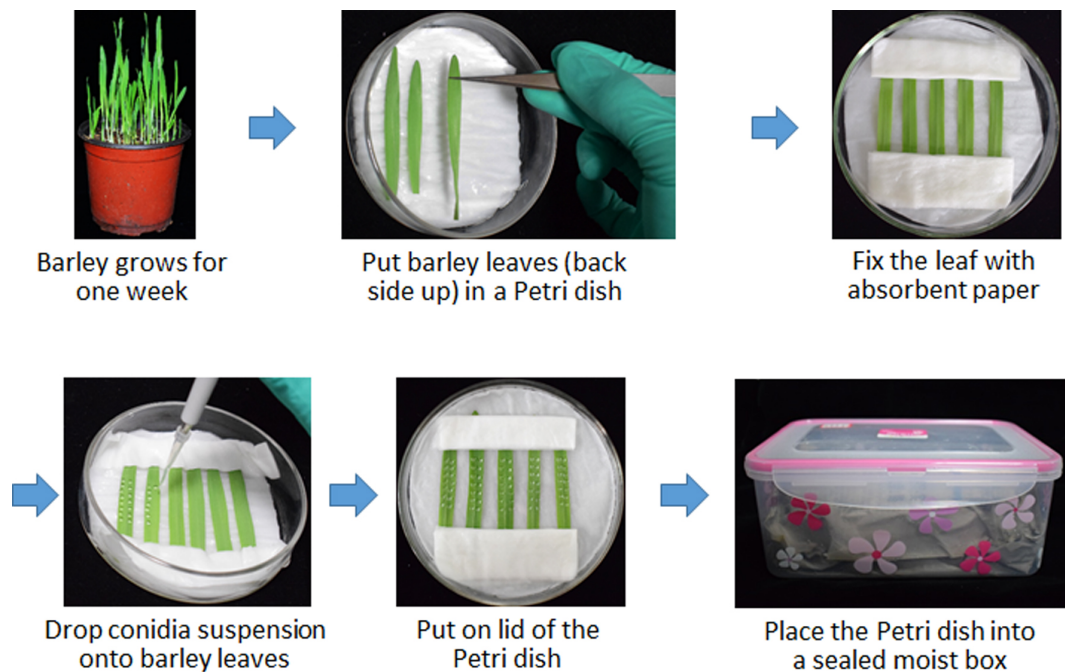 Barley grows for
one week
Put barley leaves (back
side up) in a Petri dish
Fix the leaf with
absorbent paper
Drop conidia suspension
onto barley leaves
Put on lid of the
Petri dish
Place the Petri dish into
a sealed moist box